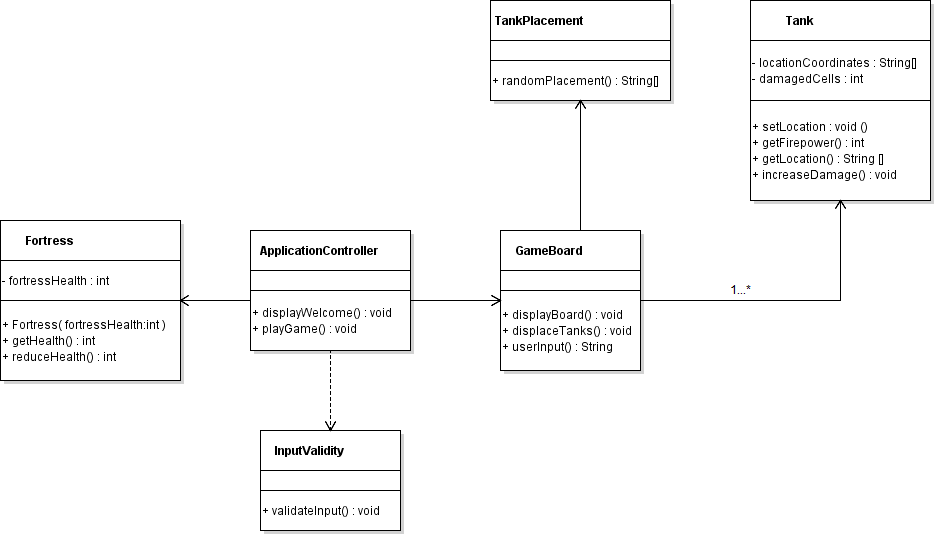 TankPlacement
+ randomPlacement() : String[]
Tank
- locationCoordinates : String[]
- damagedCells : int
+ setLocation : void ()
+ getFirepower() : int
+ getLocation() : String []
+ increaseDamage() : void
Fortress
- fortressHealth : int
+ Fortress( fortressHealth:int )
+ getHealth() : int
+ reduceHealth() : int
ApplicationController
+ displayWelcome() : void
+ playGame() : void
GameBoard
+ displayBoard() : void
+ displaceTanks() : void
+ userInput() : String
1...*
InputValidity
+ validateInput() : void